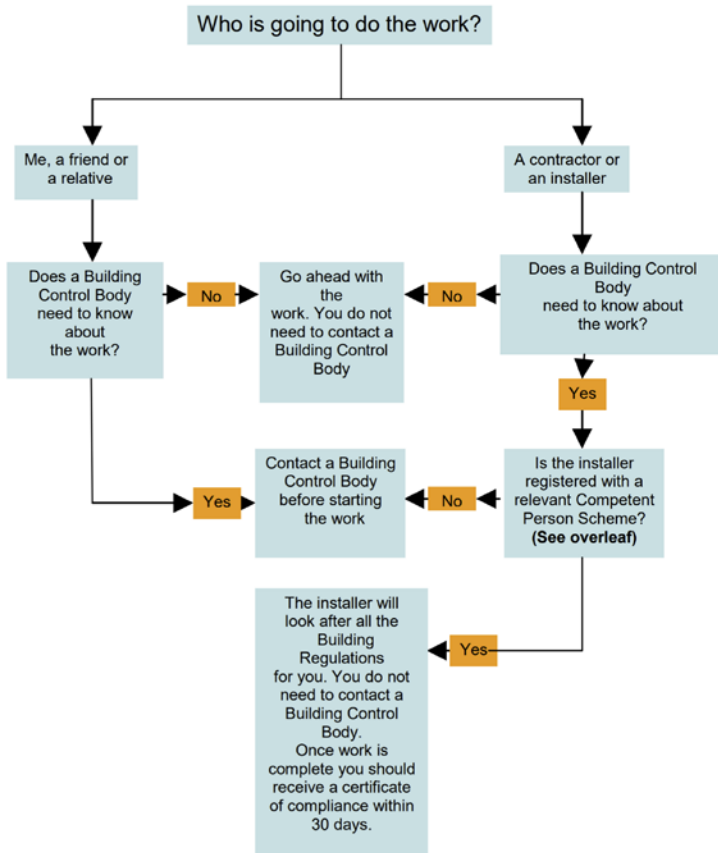 Who is going to do the work?
Me, a friend or
a relative
A contractor or
an installer
Does a Building
Control Body
need to know
about
the work?
No
Go ahead with
the
work. You do not
need to contact a
Building Control
Body
No
Does a Building Control
Body
need to know about
the work?
Yes
Yes
Contact a Building
Control Body
before starting
the work
No
Is the installer
registered with a
relevant Competent
Person Scheme?
(See overleaf)
The installer will
look after all the
Building
Regulations
for you. You do not
need to contact a
Building Control
Body.
Once work is
complete you should
receive a certificate
of compliance within
30 days.
Yes